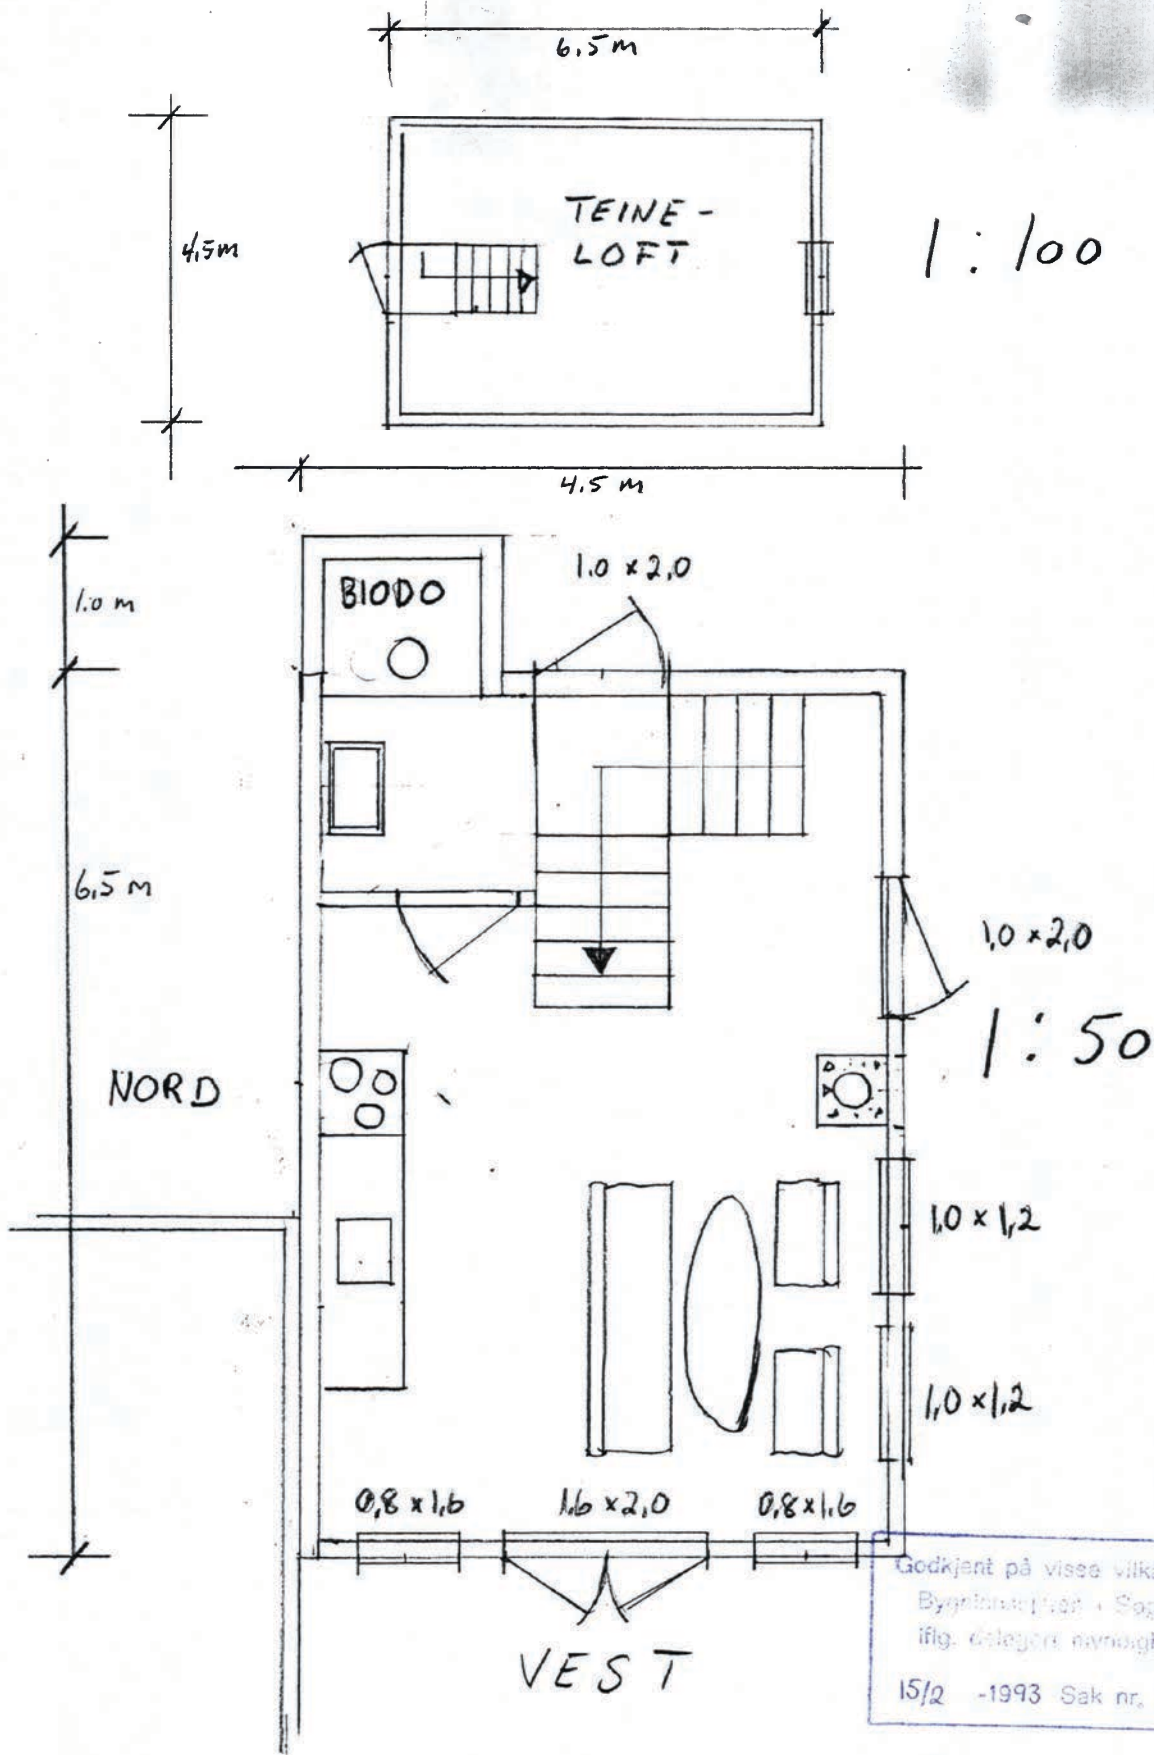 6,5 m
4,5m
TEINE-
LOFT
1 : 100
4.5 m
1.0 m
BIODO
1.0 x 2,0
6,5 m
1,0 x 2,0
1 : 50
NORD
1,0 x 1,2
1,0 x 1,2
0,8 x 1,6
1,6 x 2,0
0,8 x 1,6
VEST
Godkjent på visse
iflg.
15/2 -1993 Sak nr.